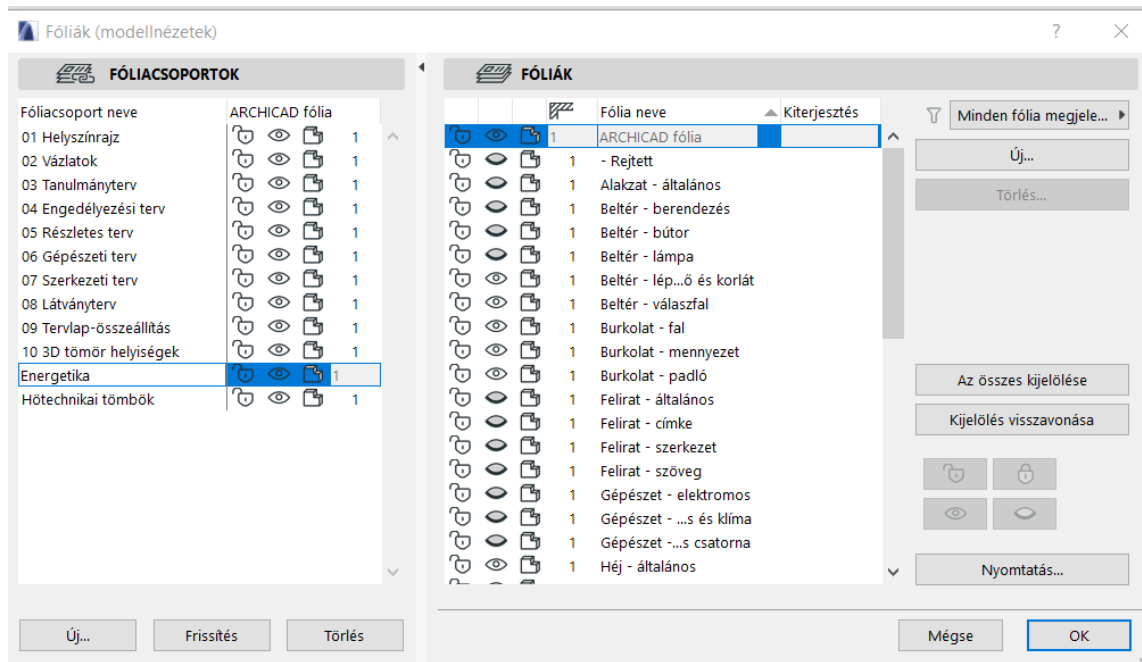 Fóliák (modellnézetek)
?
FÓLIACSOPORTOK
Fóliacsoport neve ARCHICAD fólia
01 Helyszínrajz 1
02 Vázlatok 1
03 Tanulmányterv 1
04 Engedélyezési terv 1
05 Részletes terv 1
06 Gépészeti terv 1
07 Szerkezeti terv 1
08 Látványterv 1
09 Tervlap-összeállítás 1
10 3D tömör helyiségek 1
Energetika 1
Hőtechnikai tömbök 1
Új...
Frissítés
Törlés
FÓLIÁK
Fólia neve Kiterjesztés
1 ARCHICAD fólia
1 - Rejtett
1 Alakzat - általános
1 Beltér - berendezés
1 Beltér - bútor
1 Beltér - lámpa
1 Beltér - lép...ő és korlát
1 Beltér - válaszfal
1 Burkolat - fal
1 Burkolat - mennyezet
1 Burkolat - padló
1 Felirat - általános
1 Felirat - címke
1 Felirat - szerkezet
1 Felirat - szöveg
1 Gépészet - elektromos
1 Gépészet - ...s és klíma
1 Gépészet -...s csatorna
1 Héj - általános
Minden fólia megjele...
Új...
Törlés...
Az összes kijelölése
Kijelölés visszavonása
Nyomtatás...
Mégse
OK